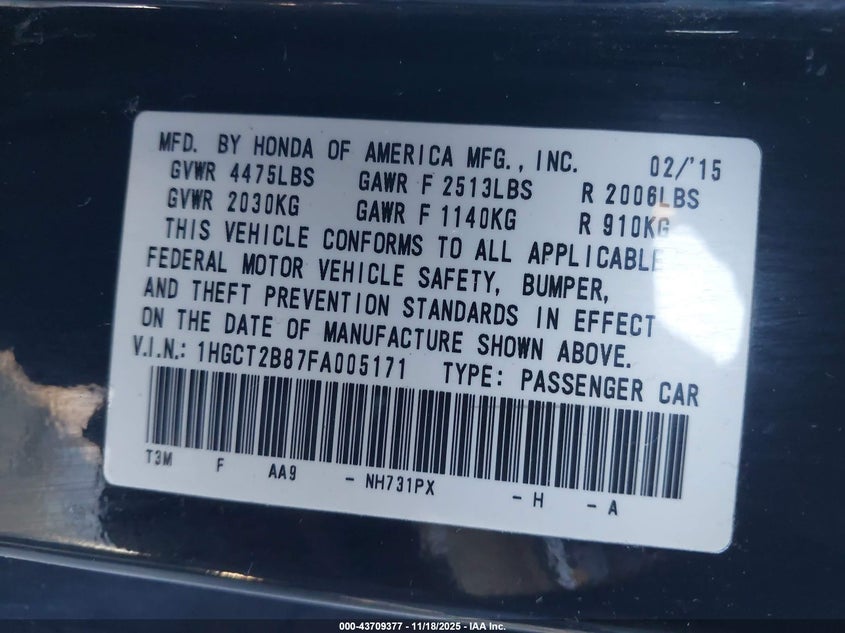 MFD. BY HONDA OF AMERICA MFG., INC. 02/'15
GVWR 4475LBS GAWR F 2513LBS R 2006LBS
GVWR 2030KG GAWR F 1140KG R 910KG
THIS VEHICLE CONFORMS TO ALL APPLICABLE
FEDERAL MOTOR VEHICLE SAFETY, BUMPER,
AND THEFT PREVENTION STANDARDS IN EFFECT
ON THE DATE OF MANUFACTURE SHOWN ABOVE.
V.I.N.: 1HGCT2B87FA005171 TYPE: PASSENGER CAR
T3M F AA9 - NH731PX - H - A
000-43709377 - 11/18/2025 - IAA Inc.